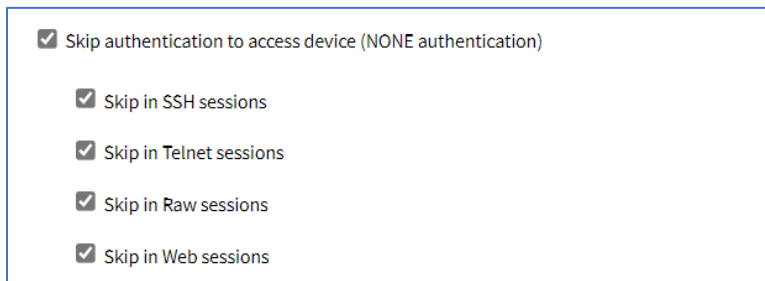 Skip authentication to access device (NONE authentication)
Skip in SSH sessions
Skip in Telnet sessions
Skip in Raw sessions
Skip in Web sessions